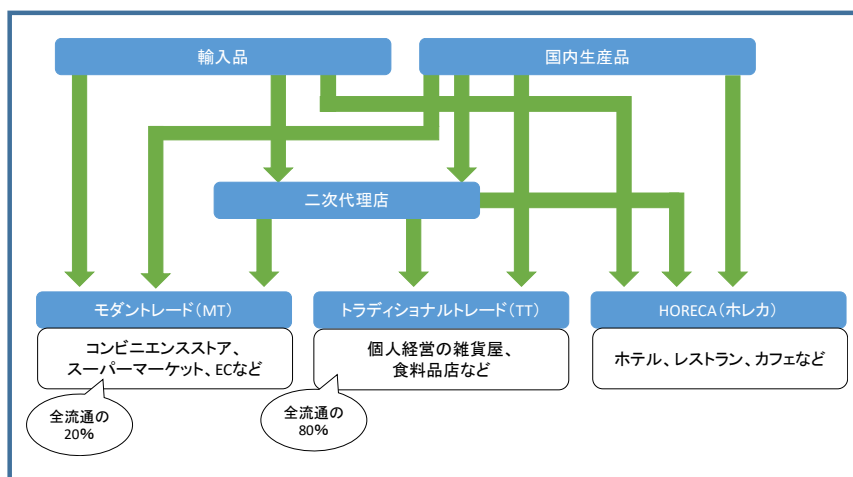 輸入品
国内生産品
二次代理店
モダントレード(MT)
トラディショナルトレード(TT)
HORECA(ホレカ)
コンビニエンスストア、
スーパーマーケット、ECなど
個人経営の雑貨屋、
食料品店など
ホテル、レストラン、カフェなど
全流通の
20%
全流通の
80%